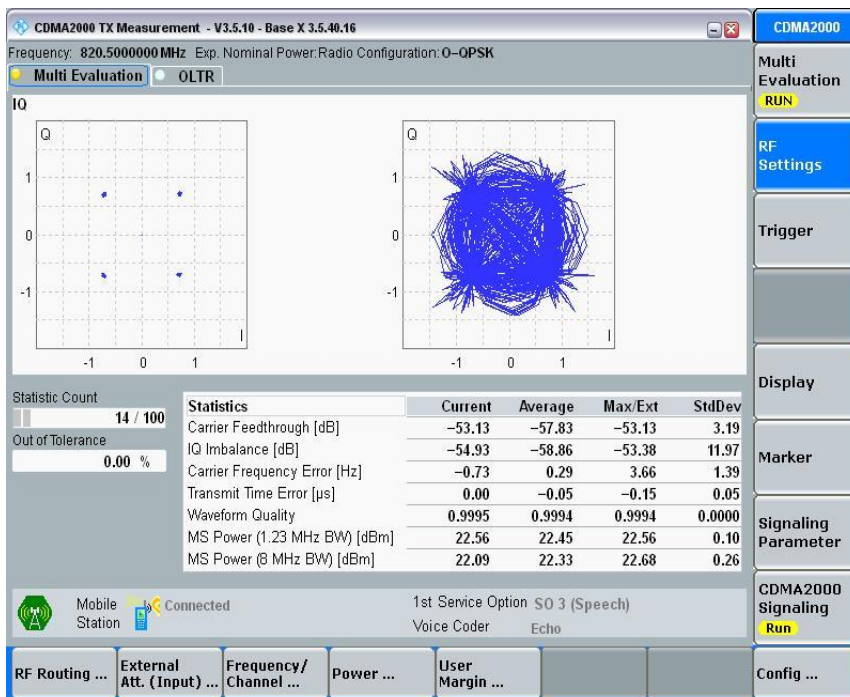 CDMA2000 TX Measurement - V3.5.10 - Base X 3.5.40.16
CDMA2000
Frequency: 820.5000000 MHz Exp. Nominal Power: Radio Configuration: O-QPSK
Multi Evaluation OLTR
IQ
Q
1
0
-1
I
-1 0 1
Q
1
0
-1
I
-1 0 1
Statistic Count
14 / 100
Out of Tolerance
0.00 %
Statistics Current Average Max/Ext StdDev
Carrier Feedthrough [dB] -53.13 -57.83 -53.13 3.19
IQ Imbalance [dB] -54.93 -58.86 -53.38 11.97
Carrier Frequency Error [Hz] -0.73 0.29 3.66 1.39
Transmit Time Error [µs] 0.00 -0.05 -0.15 0.05
Waveform Quality 0.9995 0.9994 0.9994 0.0000
MS Power (1.23 MHz BW) [dBm] 22.56 22.45 22.56 0.10
MS Power (8 MHz BW) [dBm] 22.09 22.33 22.68 0.26
Mobile
Station
Connected
1st Service Option SO 3 (Speech)
Voice Coder Echo
Multi
Evaluation
RUN
RF
Settings
Trigger
Display
Marker
Signaling
Parameter
CDMA2000
Signaling
Run
RF Routing ...
External
Att. (Input) ...
Frequency/
Channel ...
Power ...
User
Margin ...
Config ...